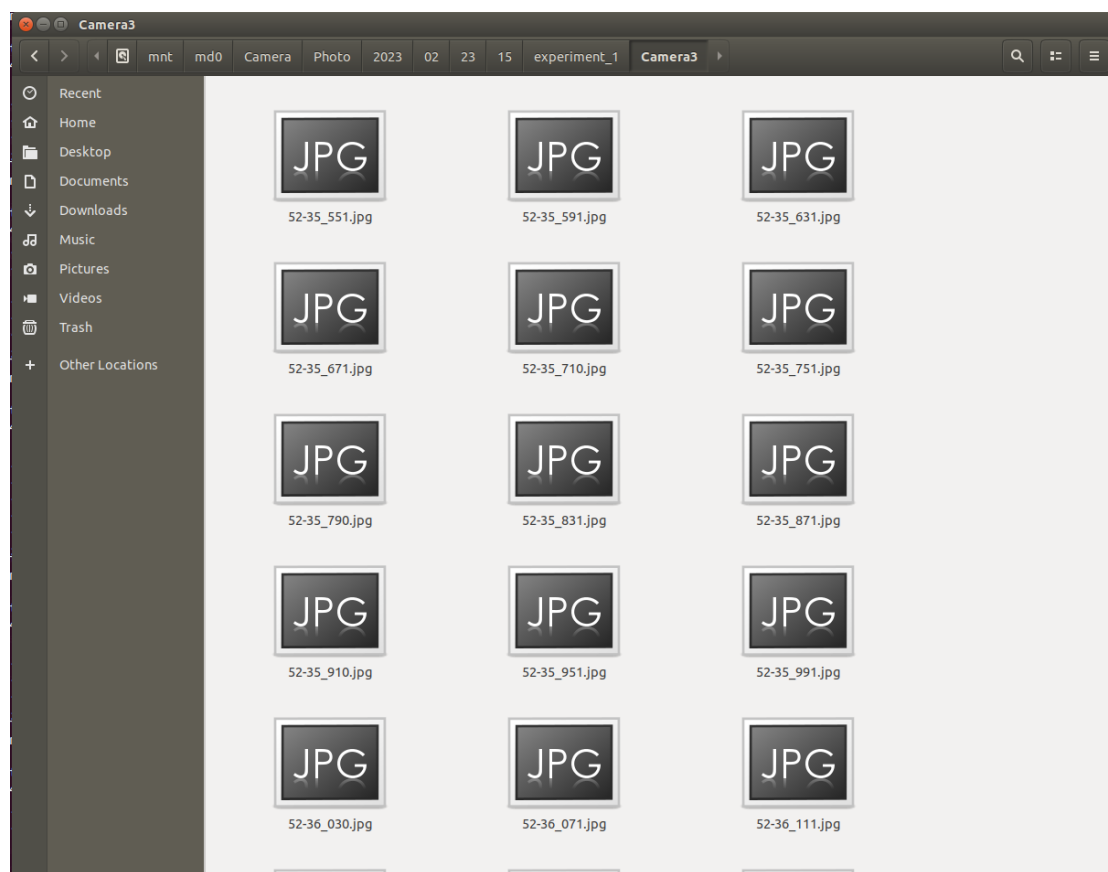 Camera3
mnt md0 Camera Photo 2023 02 23 15 experiment_1 Camera3
Recent
Home
Desktop
Documents
Downloads
Music
Pictures
Videos
Trash
Other Locations
JPG JPG JPG
52-35_551.jpg 52-35_591.jpg 52-35_631.jpg
JPG JPG JPG
52-35_671.jpg 52-35_710.jpg 52-35_751.jpg
JPG JPG JPG
52-35_790.jpg 52-35_831.jpg 52-35_871.jpg
JPG JPG JPG
52-35_910.jpg 52-35_951.jpg 52-35_991.jpg
JPG JPG JPG
52-36_030.jpg 52-36_071.jpg 52-36_111.jpg